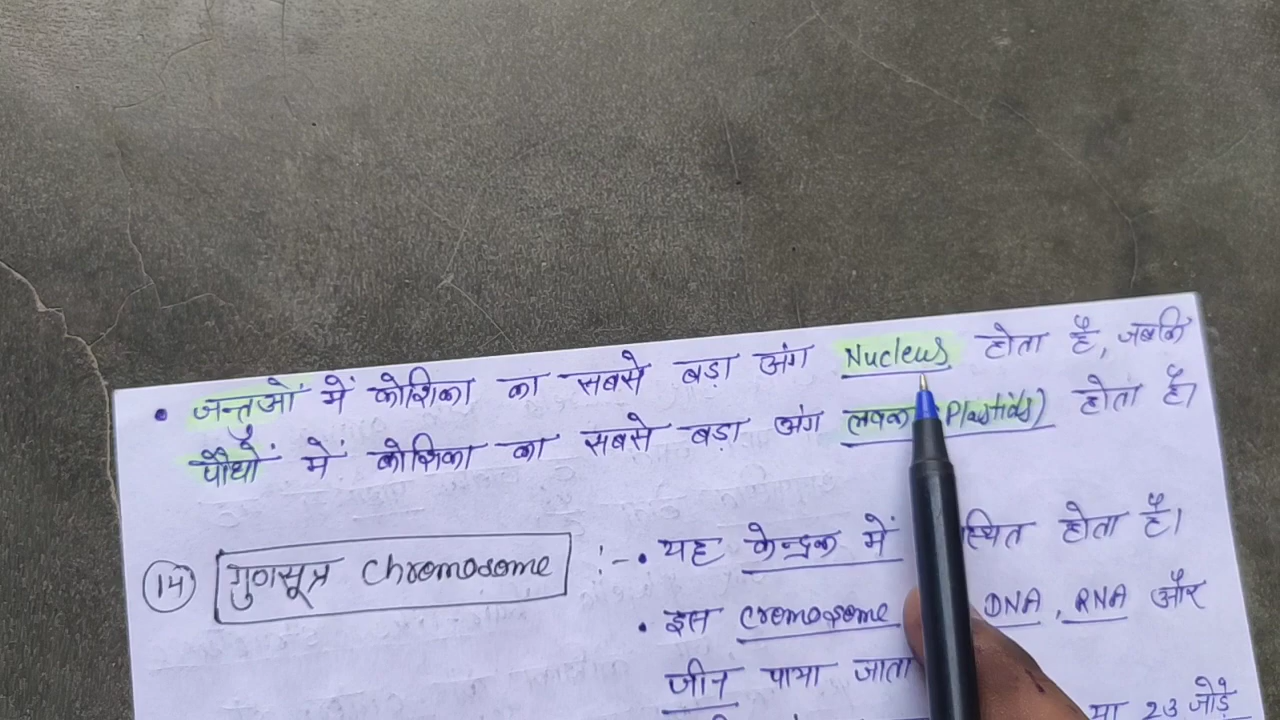 • जन्तुओं में कोशिका का सबसे बड़ा अंग Nucleus होता है, जबकि
पौधों में कोशिका का सबसे बड़ा अंग लवक Plastids) होता है।
14 गुणसूत्र Chromosome :- • यह केन्द्रक में स्थित होता है।
• इस cromosome DNA, RNA और
जीन पाया जाता
या 23 जोड़े